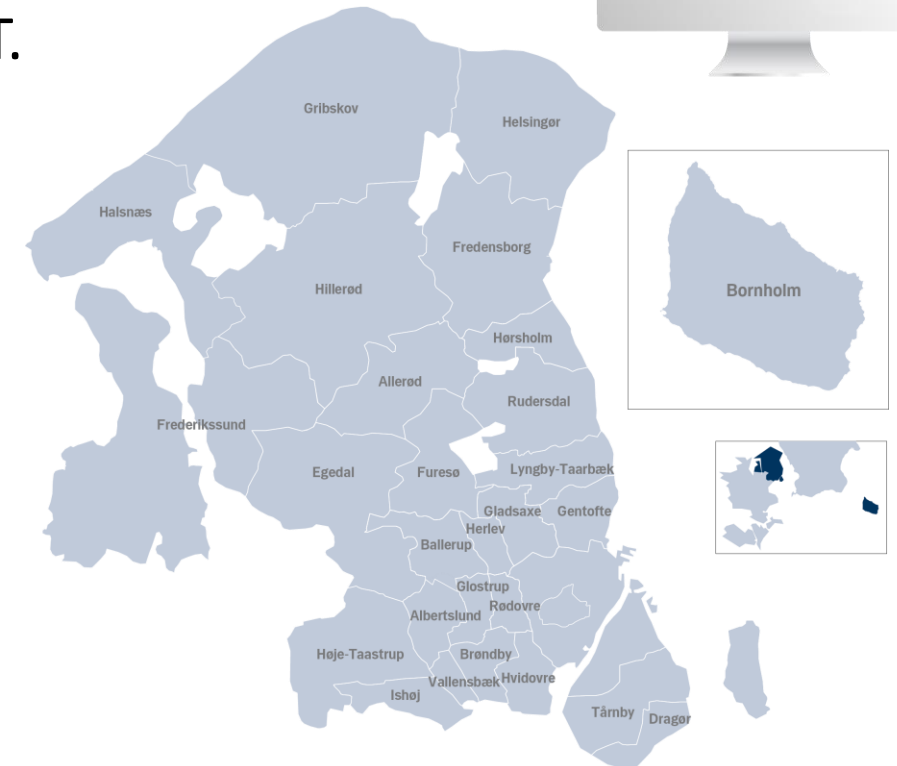 T.
Gribskov
Helsingør
Halsnæs
Fredensborg
Hillerød
Bornholm
Hørsholm
Allerød
Rudersdal
Frederikssund
Egedal
Furesø
Lyngby-Taarbæk
Gladsaxe
Gentofte
Herlev
Ballerup
Glostrup
Rødovre
Albertslund
Høje-Taastrup
Brøndby
Vallensbæk
Hvidovre
Ishøj
Tårnby
Dragør